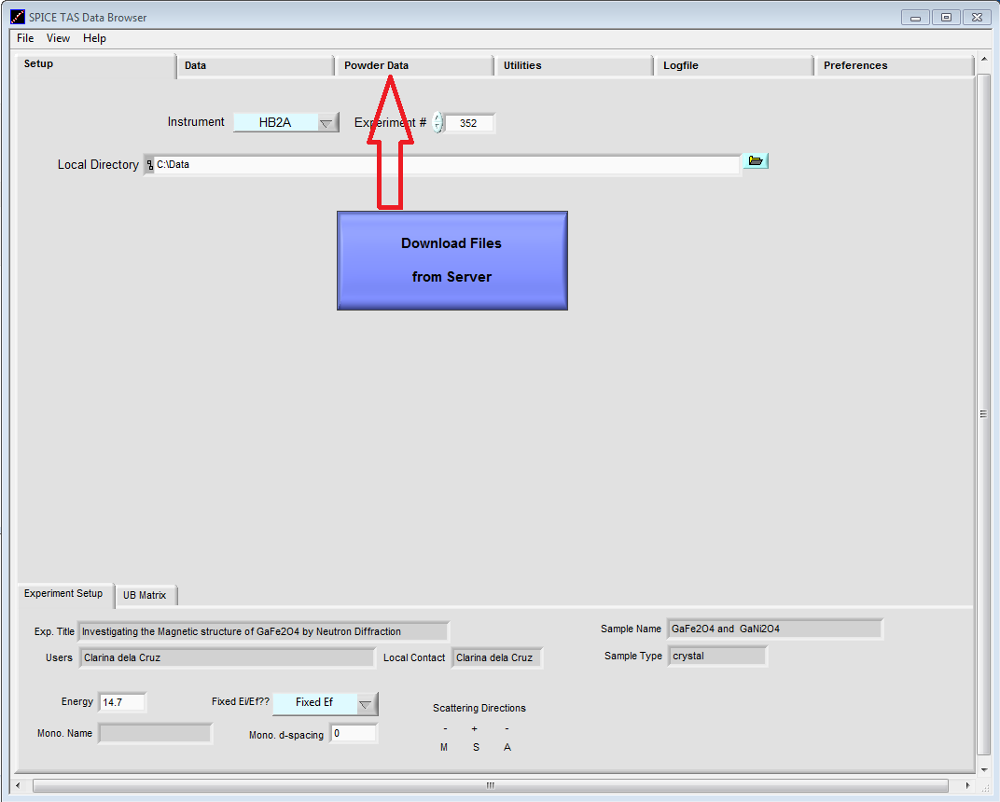 SPICE TAS Data Browser
File View Help
Setup Data Powder Data Utilities Logfile Preferences
Instrument HB2A Experiment # 352
Local Directory C:\Data
Download Files
from Server
Experiment Setup UB Matrix
Exp. Title Investigating the Magnetic structure of GaFe2O4 by Neutron Diffraction Sample Name GaFe2O4 and GaNi2O4
Users Clarina dela Cruz Local Contact Clarina dela Cruz Sample Type crystal
Energy 14.7 Fixed Ei/Ef?? Fixed Ef Scattering Directions
Mono. Name Mono. d-spacing 0 - + -
M S A